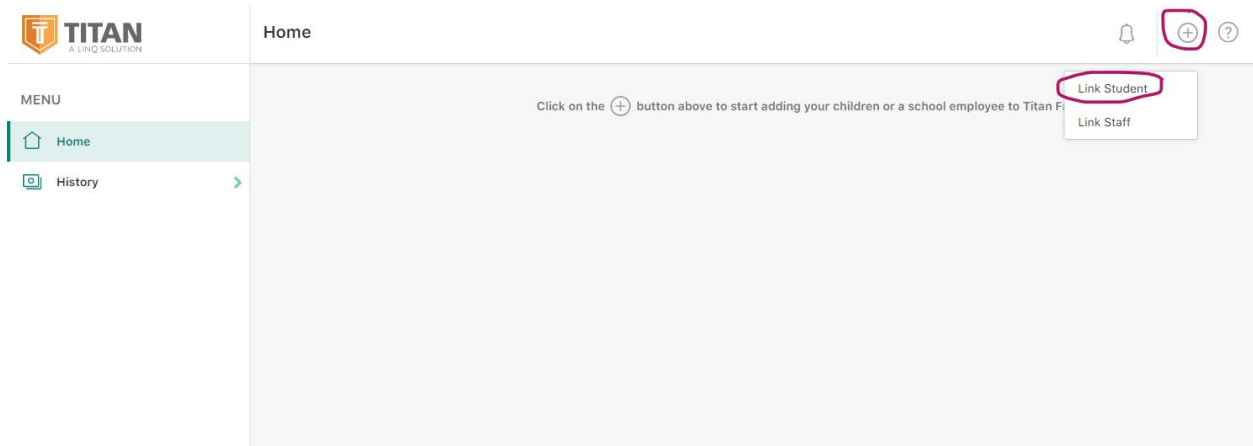 TITAN
A LINQ SOLUTION
Home
MENU
Home
History
Click on the + button above to start adding your children or a school employee to Titan
Link Student
Link Staff